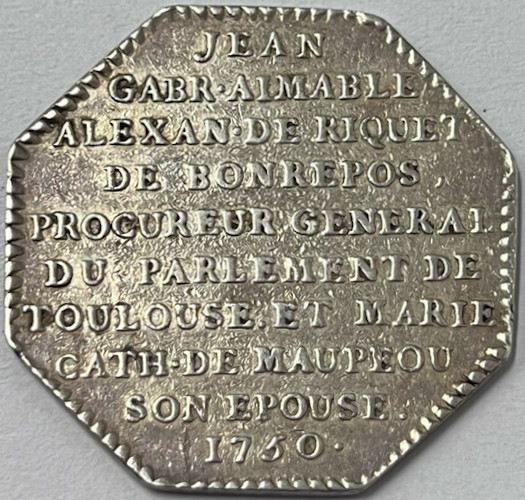 JEAN
GABR·AIMABLE
ALEXAN·DE RIQUET
DE BONREPOS,
PROCUREUR GENERAL
DU PARLEMENT DE
TOULOUSE ET MARIE
CATH·DE MAUPEOU
SON EPOUSE.
1750·